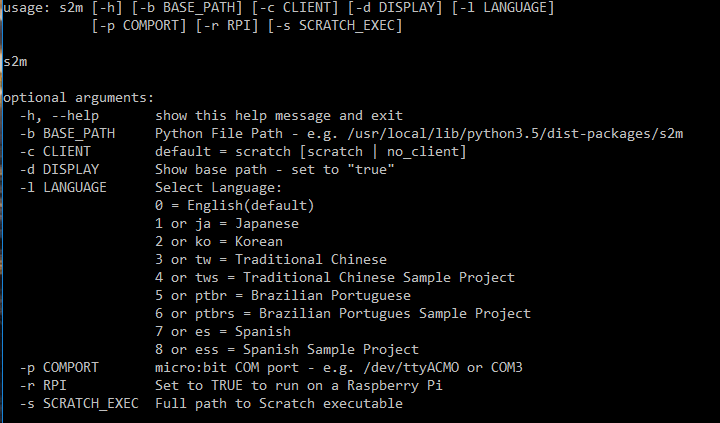 usage: s2m [-h] [-b BASE_PATH] [-c CLIENT] [-d DISPLAY] [-l LANGUAGE]
           [-p COMPORT] [-r RPI] [-s SCRATCH_EXEC]

s2m

optional arguments:
  -h, --help       show this help message and exit
  -b BASE_PATH     Python File Path - e.g. /usr/local/lib/python3.5/dist-packages/s2m
  -c CLIENT        default = scratch [scratch | no_client]
  -d DISPLAY       Show base path - set to "true"
  -l LANGUAGE      Select Language:
                   0 = English(default)
                   1 or ja = Japanese
                   2 or ko = Korean
                   3 or tw = Traditional Chinese
                   4 or tws = Traditional Chinese Sample Project
                   5 or ptbr = Brazilian Portuguese
                   6 or ptbrs = Brazilian Portugues Sample Project
                   7 or es = Spanish
                   8 or ess = Spanish Sample Project
  -p COMPORT       micro:bit COM port - e.g. /dev/ttyACMO or COM3
  -r RPI           Set to TRUE to run on a Raspberry Pi
  -s SCRATCH_EXEC  Full path to Scratch executable